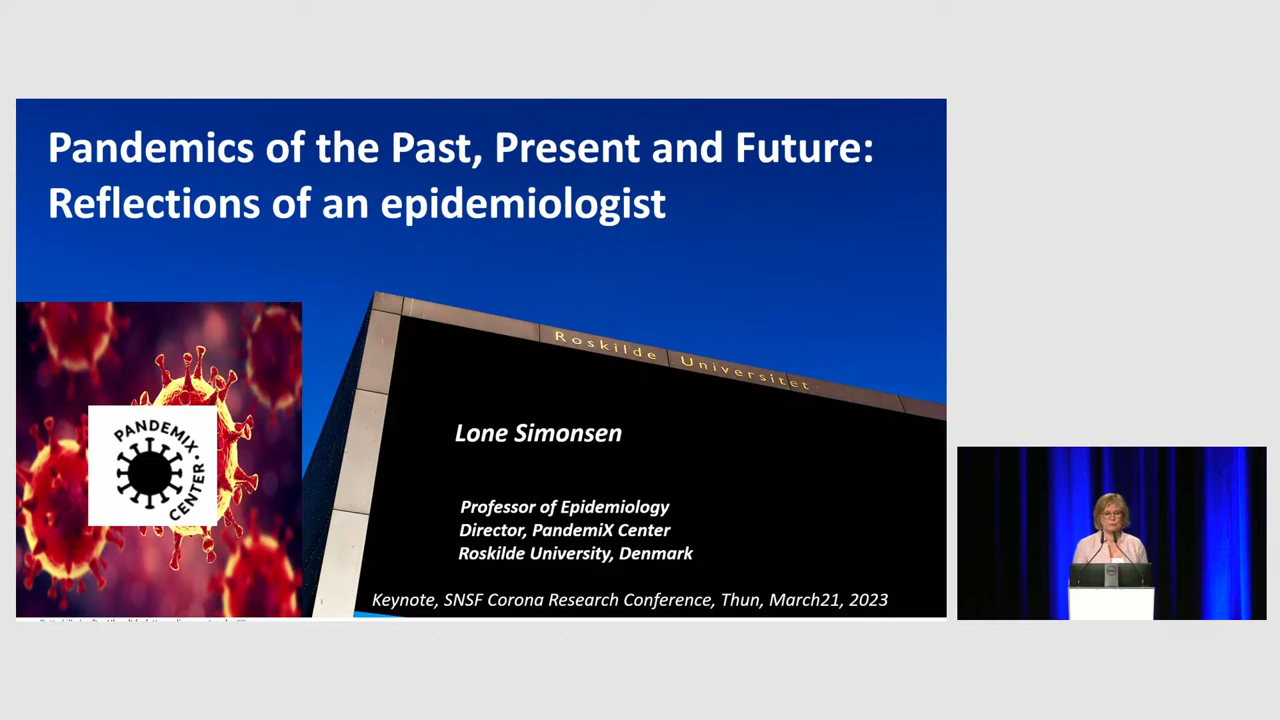 Pandemics of the Past, Present and Future:
Reflections of an epidemiologist
Roskilde Universitet
PANDEMIX
CENTER
Lone Simonsen
Professor of Epidemiology
Director, PandemiX Center
Roskilde University, Denmark
Keynote, SNSF Corona Research Conference, Thun, March21, 2023